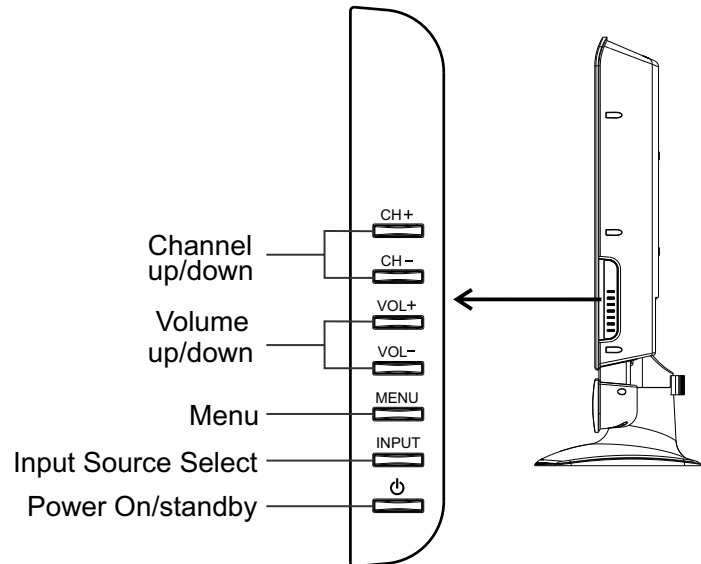 CH+
Channel
up/down
CH-
VOL+
Volume
up/down
VOL-
MENU
Menu
INPUT
Input Source Select
Power On/standby